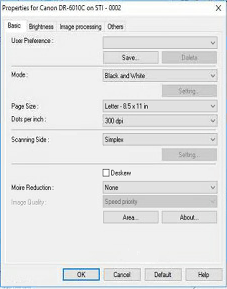 Properties for Canon DR-6010C on STI - 0002
Basic Brightness Image processing Others
User Preference :
Save... Delete
Mode : Black and White
Setting...
Page Size : Letter - 8.5 x 11 in
Dots per inch : 300 dpi
Scanning Side : Simplex
Setting...
Deskew
Moire Reduction : None
Image Quality : Speed priority
Area... About...
OK Cancel Default Help